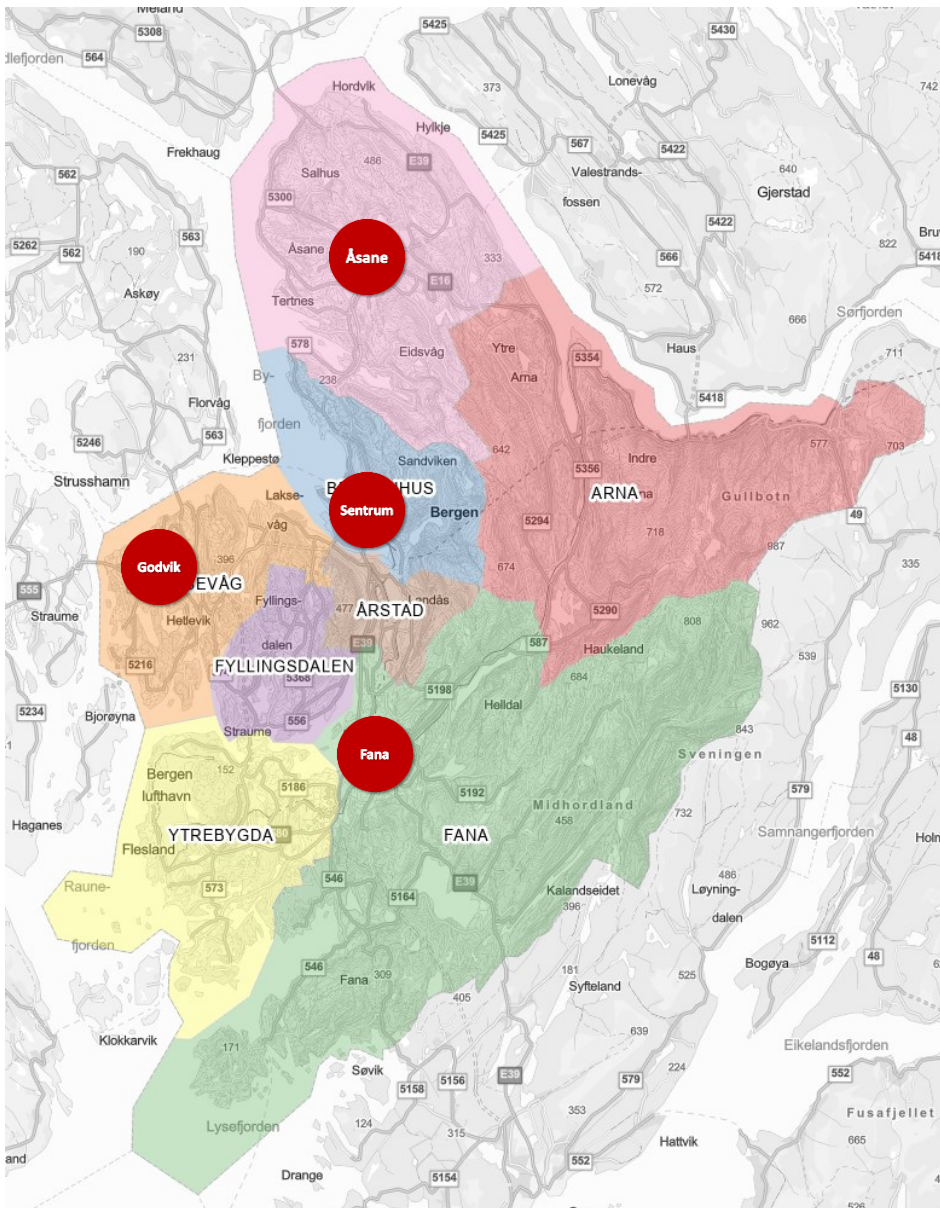 Meland
5308
5425
5430
564
Hordvik
Lonevåg
742
373
Hylkje
5425
567
5422
Frekhaug
486
E39
Salhus
Valestrands-
fossen
640
562
5300
Gjerstad
5422
563
5262
562
190
Åsane
Åsane
333
566
822
5418
E16
572
Askøy
Tertnes
Sørfjorden
666
578
Eidsvåg
Ytre
Haus
711
231
By-
5354
238
Arna
5418
Florvåg
fjorden
563
5246
577
703
642
Kleppestø
Sandviken
Indre
Strusshamn
5356
Lakse-
ARNA
Gullbotn
Sentrum
Bergen
våg
5294
49
718
987
396
674
335
Godvik
555
Fyllings-
Landås
5290
Straume
477
ÅRSTAD
808
962
Hetlevik
E39
587
dalen
Haukeland
539
5216
FYLLINGSDALEN
5368
684
5198
5130
5234
Bjorøyna
556
Helldal
48
Straume
843
Fana
Sveningen
152
Bergen
lufthavn
5186
5192
579
Midhordland
732
Haganes
458
YTREBYGDA
FANA
Samnangerfjorden
Flesland
546
E39
486
Raune-
573
5164
Kalandseidet
Løyning-
396
dalen
fjorden
5112
546
48
Bogøya
Fana
309
181
525
Syfteland
405
Klokkarvik
639
Eikelandsfjorden
171
Søvik
E39
224
552
5158
5156
579
353
Fusafjellet
Lysefjorden
124
315
Hattvik
665
552
Drange
5154
526